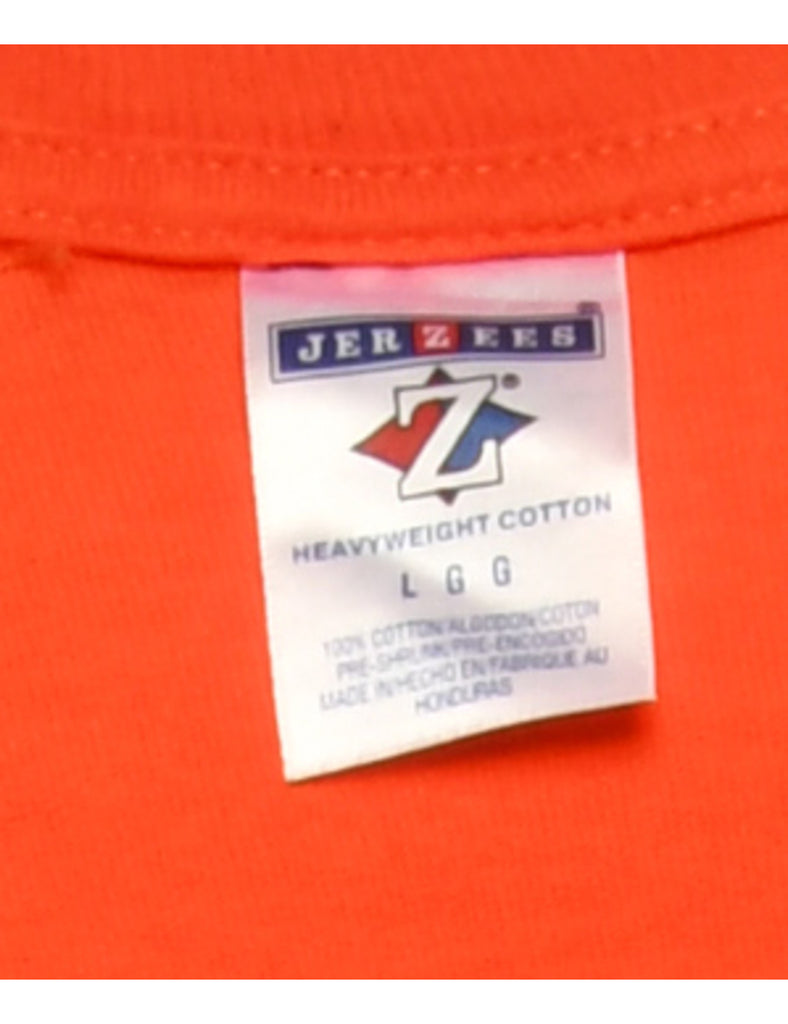 JERZEES
Z
HEAVYWEIGHT COTTON
L G G
100% COTTON/ALGODON/COTON
PRE-SHRUNK/PRE-ENCOGIDO
MADE IN/HECHO EN/FABRIQUE AU
HONDURAS